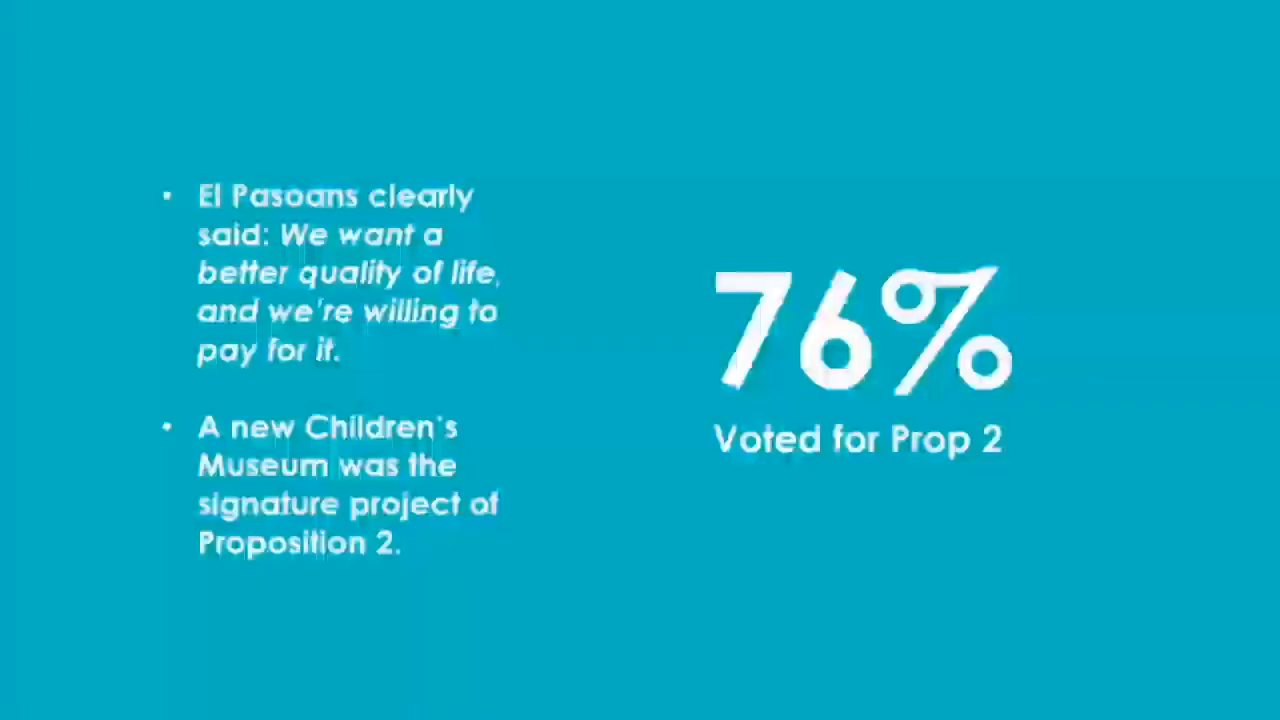 • El Pasoans clearly
said: We want a
better quality of life,
and we're willing to
pay for it.
• A new Children's
Museum was the
signature project of
Proposition 2.
76%
Voted for Prop 2